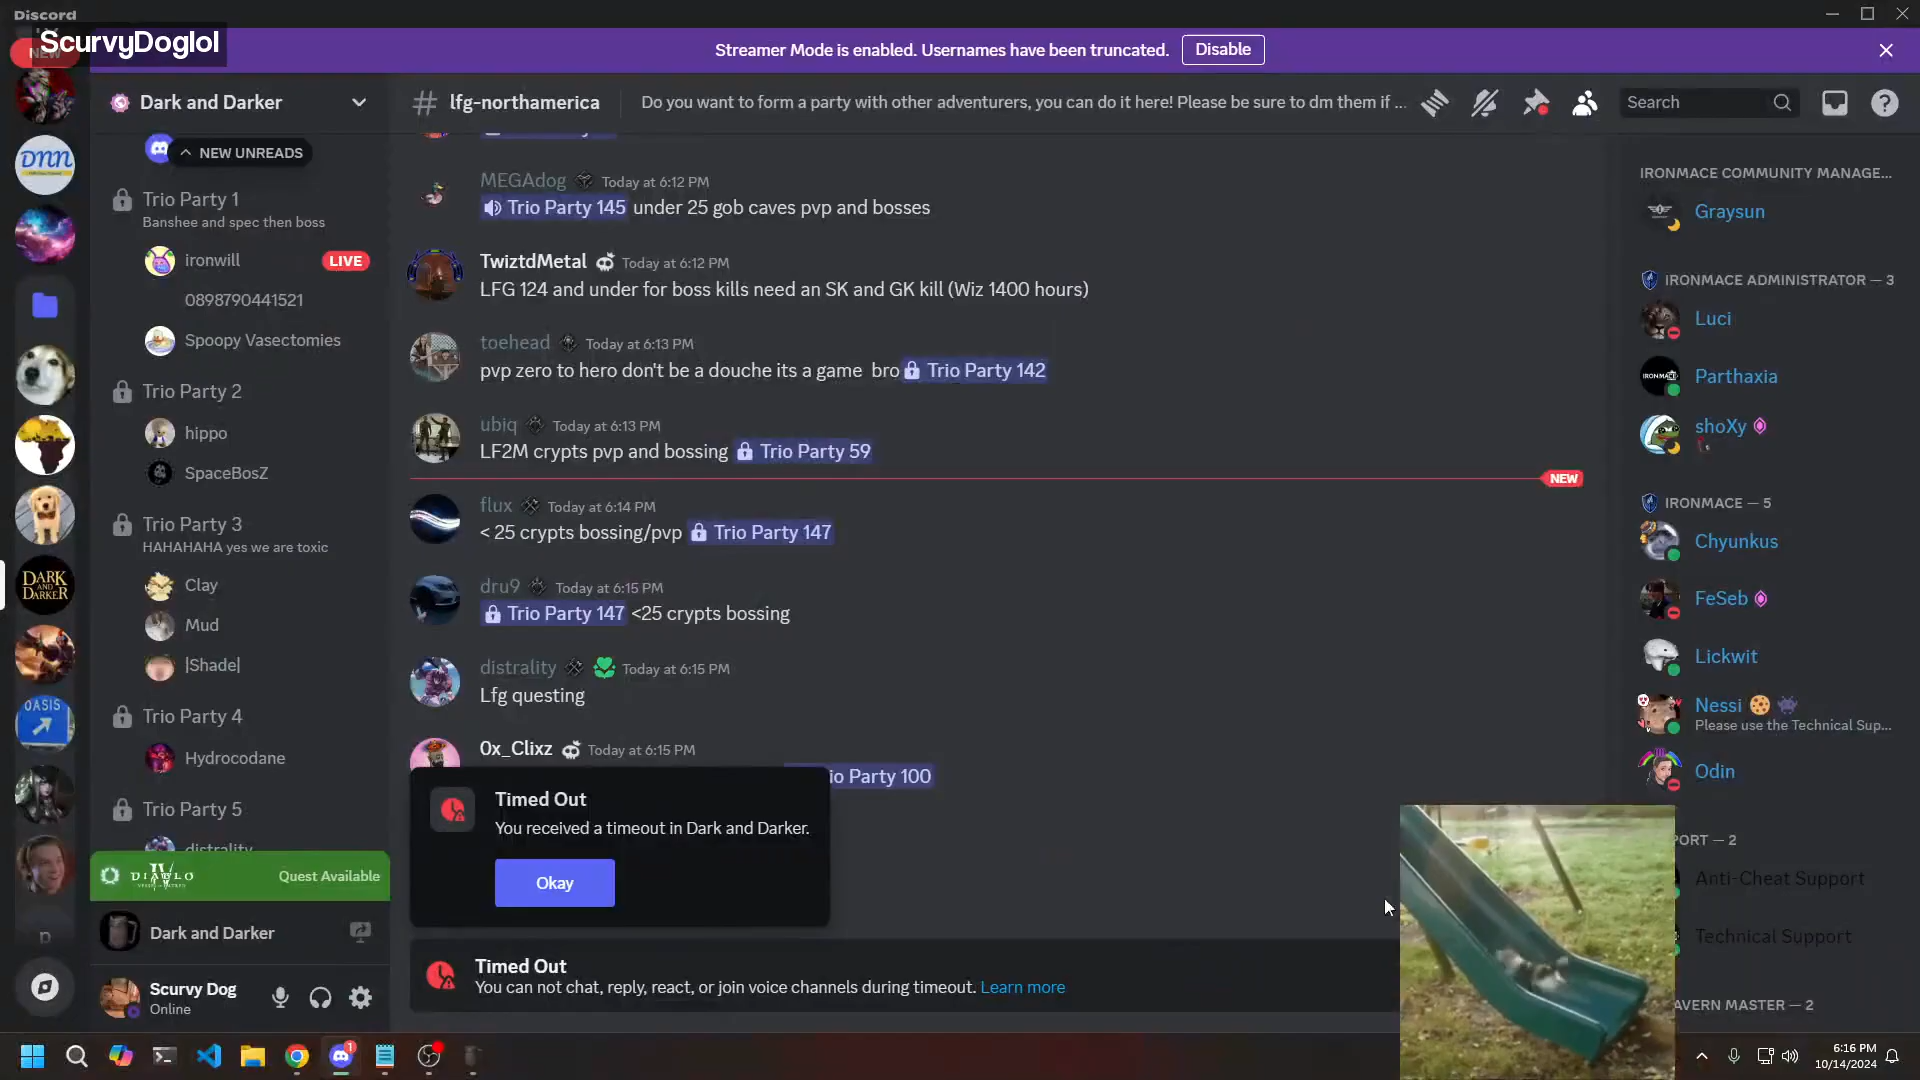 Discord
ScurvyDoglol
Streamer Mode is enabled. Usernames have been truncated.
Disable
Dark and Darker
lfg-northamerica
Do you want to form a party with other adventurers, you can do it here! Please be sure to dm them if ...
Search
NEW UNREADS
Trio Party 1
Banshee and spec then boss
ironwill
LIVE
0898790441521
Spoopy Vasectomies
Trio Party 2
hippo
SpaceBosZ
Trio Party 3
HAHAHAHA yes we are toxic
Clay
Mud
|Shade|
Trio Party 4
Hydrocodane
Trio Party 5
distrality
DIABLO
Quest Available
Dark and Darker
Scurvy Dog
Online
DNN
DARK
AND
DARKER
OASIS
MEGAdog Today at 6:12 PM
Trio Party 145 under 25 gob caves pvp and bosses
TwiztdMetal Today at 6:12 PM
LFG 124 and under for boss kills need an SK and GK kill (Wiz 1400 hours)
toehead Today at 6:13 PM
pvp zero to hero don't be a douche its a game bro Trio Party 142
ubiq Today at 6:13 PM
LF2M crypts pvp and bossing Trio Party 59
NEW
flux Today at 6:14 PM
< 25 crypts bossing/pvp Trio Party 147
dru9 Today at 6:15 PM
Trio Party 147 <25 crypts bossing
distrality Today at 6:15 PM
Lfg questing
0x_Clixz Today at 6:15 PM
io Party 100
Timed Out
You received a timeout in Dark and Darker.
Okay
Timed Out
You can not chat, reply, react, or join voice channels during timeout. Learn more
IRONMACE COMMUNITY MANAGE...
Graysun
IRONMACE ADMINISTRATOR — 3
Luci
Parthaxia
shoXy
IRONMACE — 5
Chyunkus
FeSeb
Lickwit
Nessi
Please use the Technical Sup...
Odin
PORT — 2
Anti-Cheat Support
Technical Support
AVERN MASTER — 2
1
6:16 PM
10/14/2024